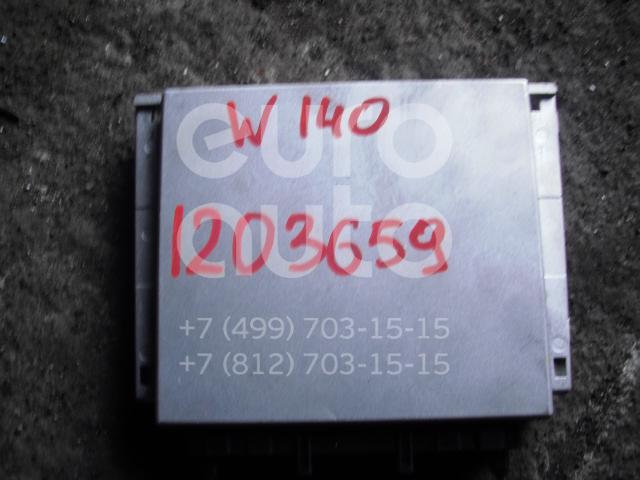 W 140
euro
auto
1203659
+7 (499) 703-15-15
+7 (812) 703-15-15